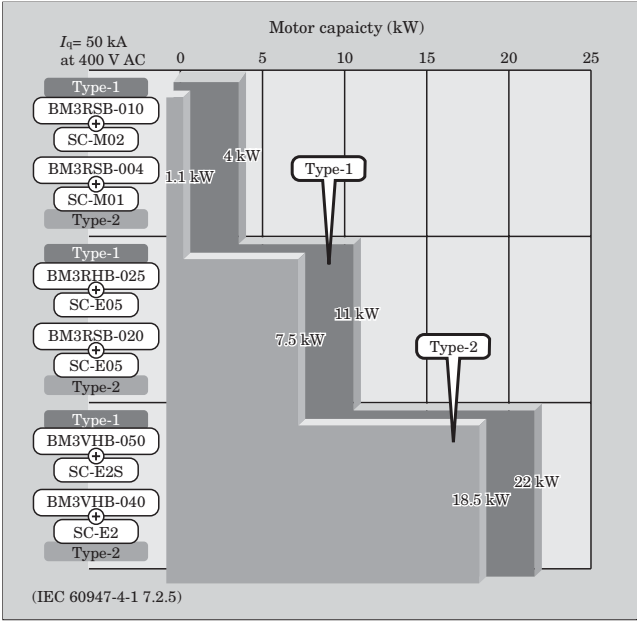 Motor capaicty (kW)
Iq= 50 kA
at 400 V AC
0 5 10 15 20 25
Type-1
BM3RSB-010
+
SC-M02
BM3RSB-004
+
SC-M01
Type-2
1.1 kW
4 kW
Type-1
Type-1
BM3RHB-025
+
SC-E05
BM3RSB-020
+
SC-E05
Type-2
7.5 kW
11 kW
Type-2
Type-1
BM3VHB-050
+
SC-E2S
BM3VHB-040
+
SC-E2
Type-2
18.5 kW
22 kW
(IEC 60947-4-1 7.2.5)